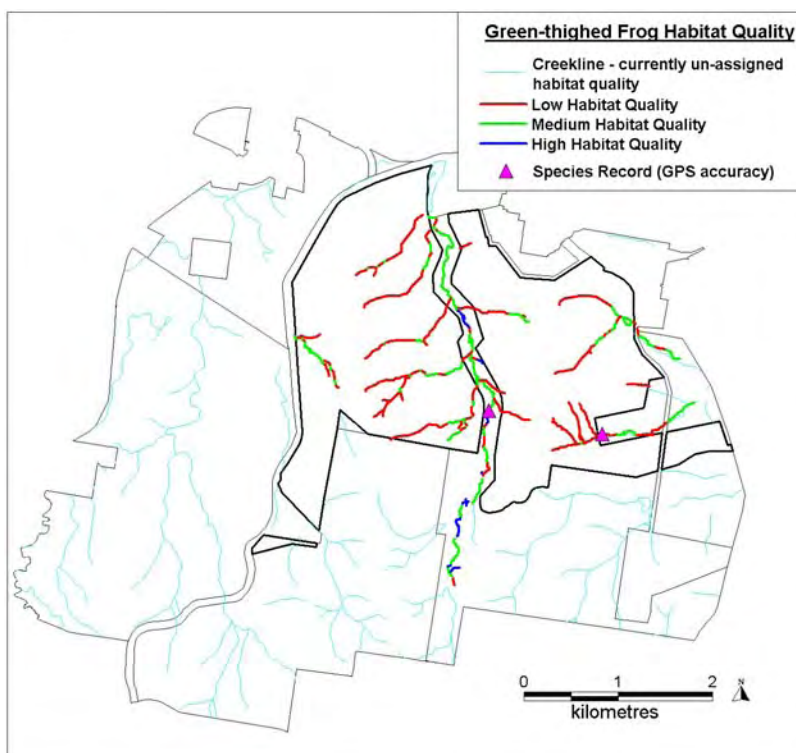 Green-thighed Frog Habitat Quality
Creekline - currently un-assigned
habitat quality
Low Habitat Quality
Medium Habitat Quality
High Habitat Quality
Species Record (GPS accuracy)
0 1 2
kilometres
N